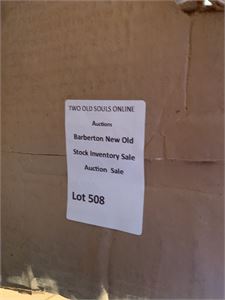 TWO OLD SOULS ONLINE
Auctions
Barberton New Old
Stock Inventory Sale
Auction Sale
Lot 508